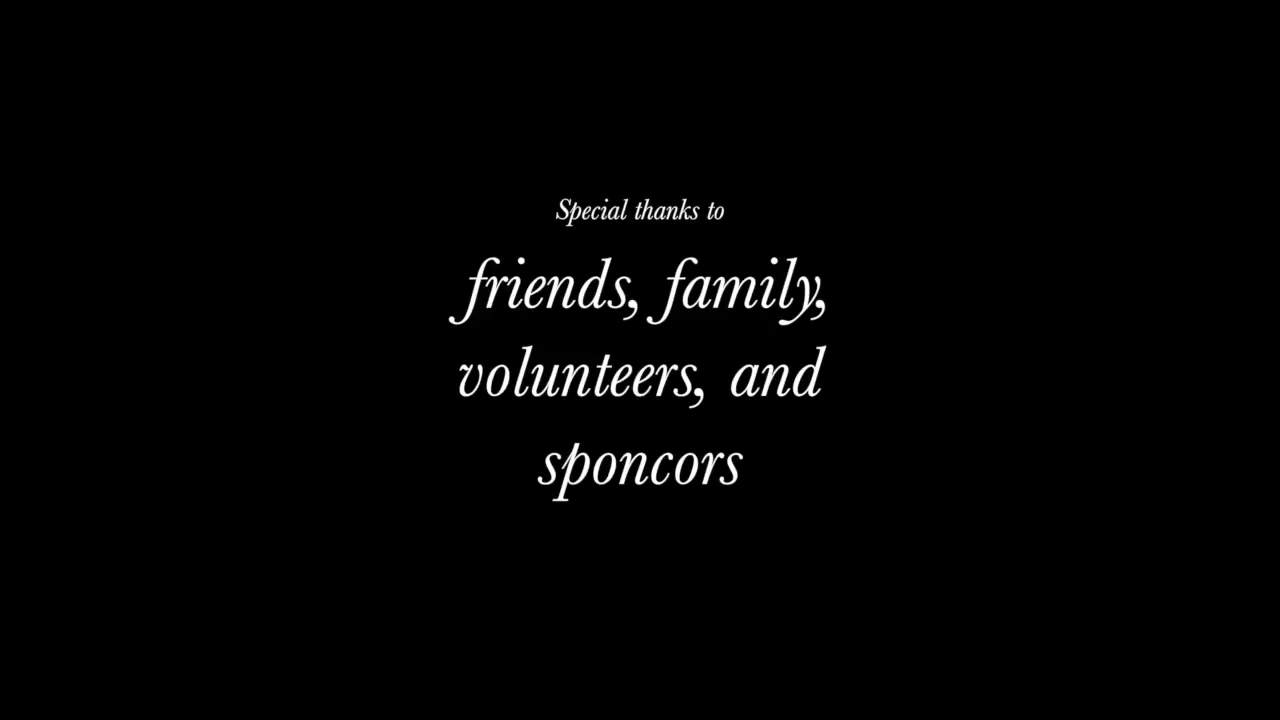 Special thanks to
friends, family,
volunteers, and
sponcors